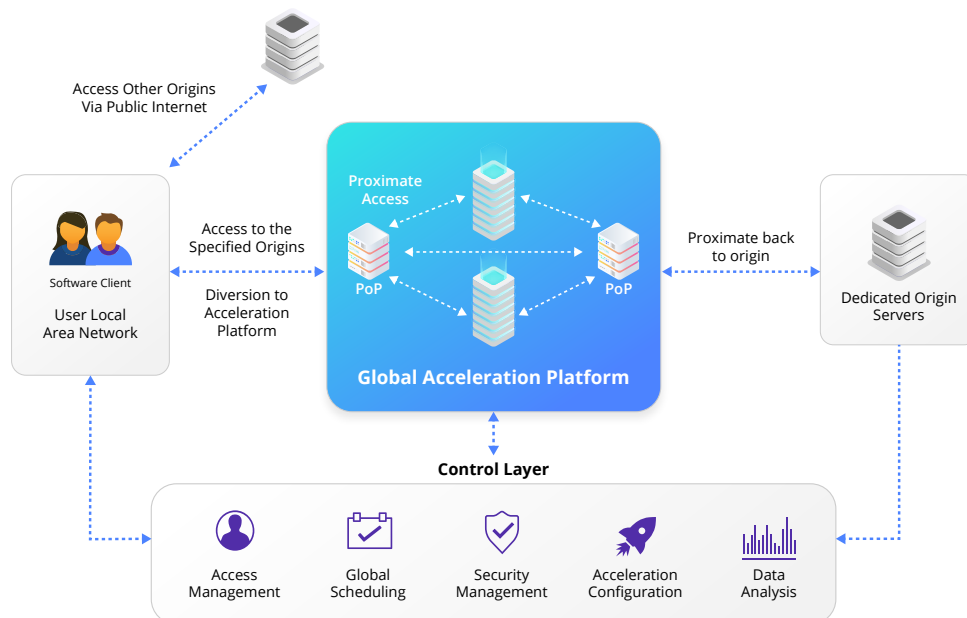 Access Other Origins
Via Public Internet
Software Client
User Local
Area Network
Access to the
Specified Origins
Diversion to
Acceleration
Platform
Proximate
Access
PoP
PoP
Global Acceleration Platform
Proximate back
to origin
Dedicated Origin
Servers
Control Layer
Access
Management
Global
Scheduling
Security
Management
Acceleration
Configuration
Data
Analysis